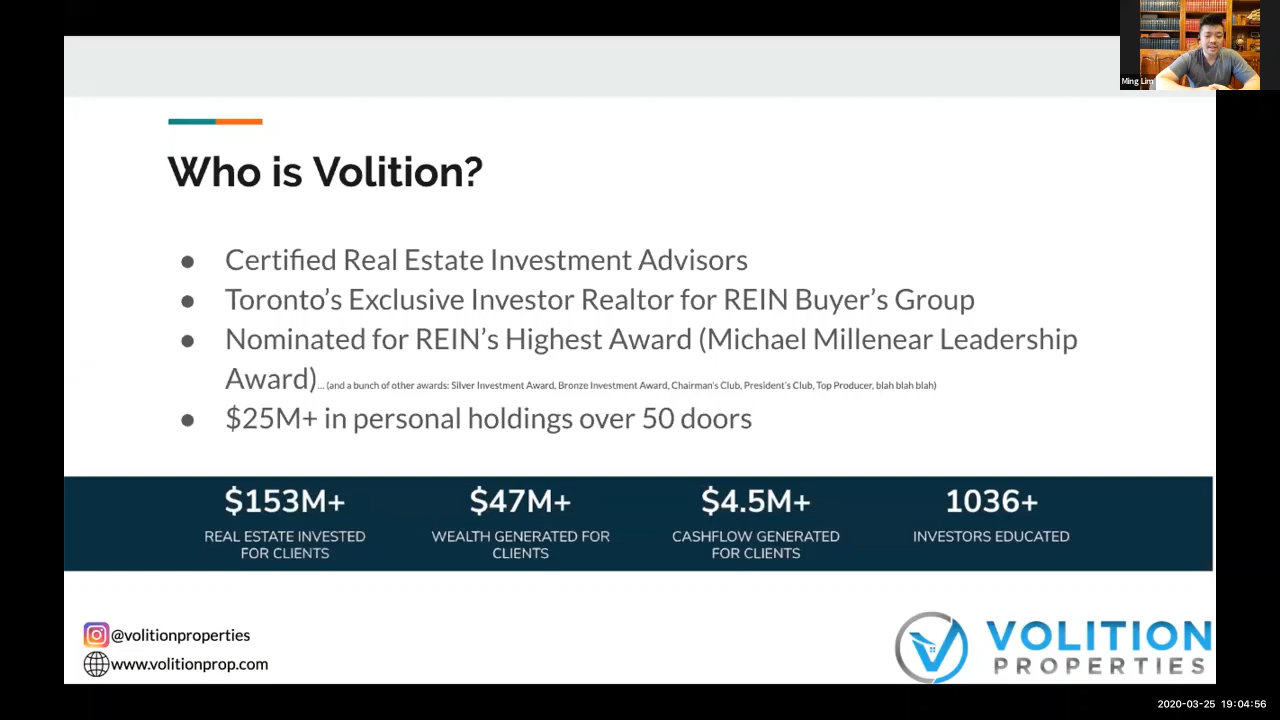 Ming Lim
Who is Volition?
● Certified Real Estate Investment Advisors
● Toronto's Exclusive Investor Realtor for REIN Buyer's Group
● Nominated for REIN's Highest Award (Michael Millenear Leadership
Award)... (and a bunch of other awards: Silver Investment Award, Bronze Investment Award, Chairman's Club, President's Club, Top Producer, blah blah blah)
● $25M+ in personal holdings over 50 doors
$153M+
REAL ESTATE INVESTED
FOR CLIENTS
$47M+
WEALTH GENERATED FOR
CLIENTS
$4.5M+
CASHFLOW GENERATED
FOR CLIENTS
1036+
INVESTORS EDUCATED
@volitionproperties
www.volitionprop.com
VOLITION
PROPERTIES
2020-03-25 19:04:56